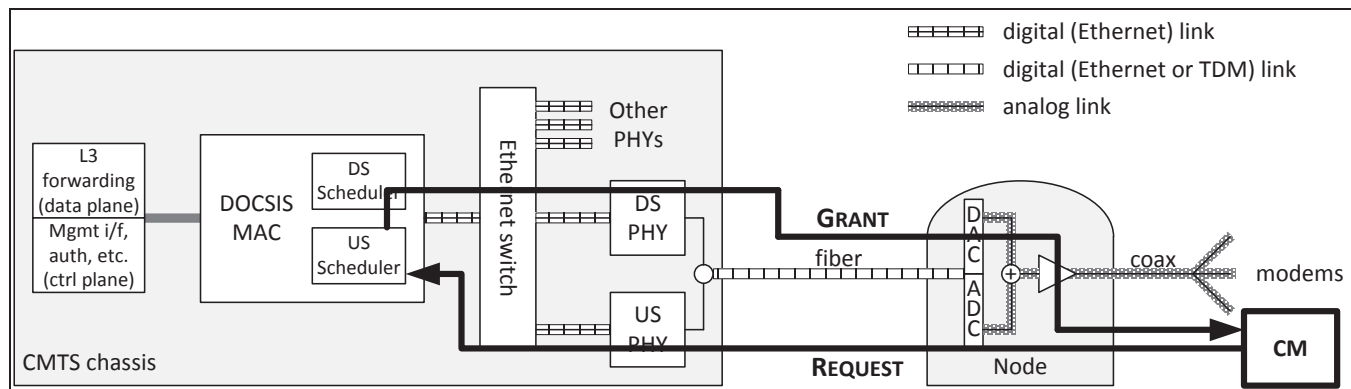 digital (Ethernet) link
digital (Ethernet or TDM) link
analog link
Other
PHYs
L3
forwarding
(data plane)
Mgmt i/f,
auth, etc.
(ctrl plane)
DOCSIS
MAC
DS
Scheduler
US
Scheduler
Ethernet switch
DS
PHY
US
PHY
CMTS chassis
GRANT
fiber
REQUEST
DAC
ADC
+
Node
coax
modems
CM